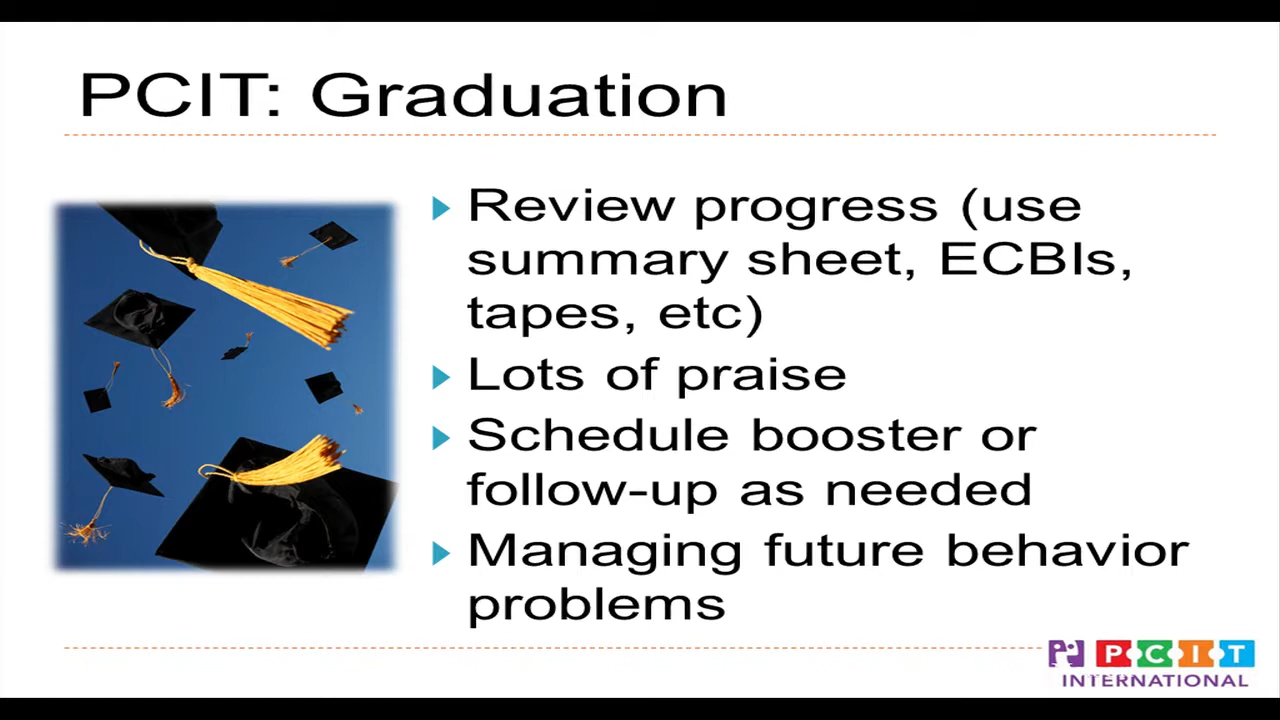 PCIT: Graduation
Review progress (use
summary sheet, ECBIs,
tapes, etc)
Lots of praise
Schedule booster or
follow-up as needed
Managing future behavior
problems
PCIT
INTERNATIONAL